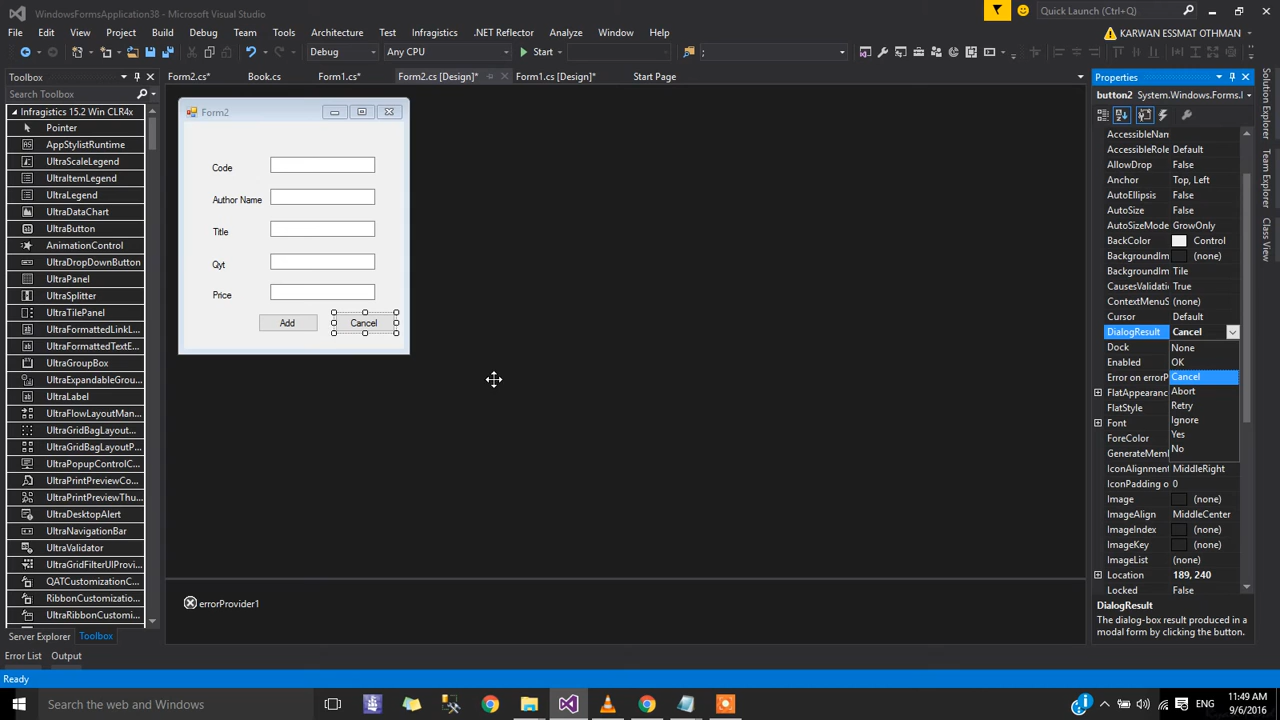 WindowsFormsApplication38 - Microsoft Visual Studio
Quick Launch (Ctrl+Q)
File Edit View Project Build Debug Team Tools Architecture Test .NET Reflector Analyze Window Help
KARWAN ESSMAT OTHMAN
Debug Any CPU Start ;
Toolbox
Form2.cs* Book.cs Form1.cs* Form2.cs [Design]* Form1.cs [Design]* Start Page
Properties
Search Toolbox
button2 System.Windows.Forms.I
Infragistics 15.2 Win CLR4x
Pointer
AppStylistRuntime
UltraScaleLegend
UltraItemLegend
UltraLegend
UltraDataChart
UltraButton
AnimationControl
UltraDropDownButton
UltraPanel
UltraSplitter
UltraTilePanel
UltraFormattedLinkL...
UltraFormattedTextE...
UltraGroupBox
UltraExpandableGrou...
UltraLabel
UltraFlowLayoutMan...
UltraGridBagLayout...
UltraGridBagLayoutP...
UltraPopupControlC...
UltraPrintPreviewCont...
UltraPrintPreviewThu...
UltraDesktopAlert
UltraNavigationBar
UltraValidator
UltraGridFilterUIProvi...
QATCustomizationC...
RibbonCustomizatio...
UltraRibbonCustomi...
Server Explorer Toolbox
Form2
Code
Author Name
Title
Qyt
Price
Add Cancel
errorProvider1
AccessibleNam
AccessibleRole Default
AllowDrop False
Anchor Top, Left
AutoEllipsis False
AutoSize False
AutoSizeMode GrowOnly
BackColor Control
BackgroundIm (none)
BackgroundIm Tile
CausesValidati True
ContextMenuS (none)
Cursor Default
DialogResult Cancel
Dock None
Enabled OK
Error on errorP Cancel
FlatAppearanc Abort
FlatStyle Retry
Font Ignore
ForeColor Yes
GenerateMem No
IconAlignment MiddleRight
IconPadding o 0
Image (none)
ImageAlign MiddleCenter
ImageIndex (none)
ImageKey (none)
ImageList (none)
Location 189, 240
Locked False
DialogResult
The dialog-box result produced in a modal form by clicking the button.
Solution Explorer
Team Explorer
Class View
Error List Output
Ready
Search the web and Windows
11:49 AM
9/6/2016